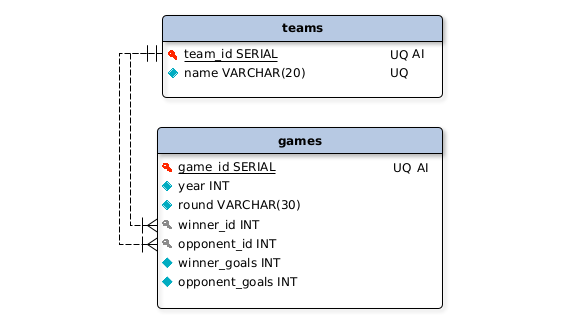 teams
team_id SERIAL UQ AI
name VARCHAR(20) UQ
games
game_id SERIAL UQ AI
year INT
round VARCHAR(30)
winner_id INT
opponent_id INT
winner_goals INT
opponent_goals INT